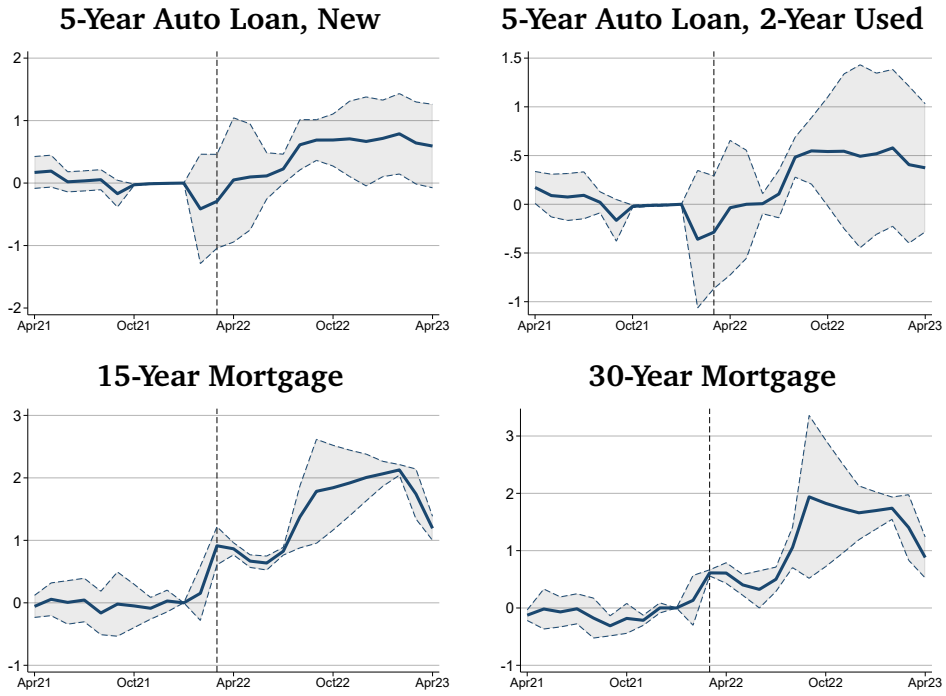 5-Year Auto Loan, New
2
1
0
-1
-2
Apr21 Oct21 Apr22 Oct22 Apr23
5-Year Auto Loan, 2-Year Used
1.5
1
.5
0
-.5
-1
Apr21 Oct21 Apr22 Oct22 Apr23
15-Year Mortgage
3
2
1
0
-1
Apr21 Oct21 Apr22 Oct22 Apr23
30-Year Mortgage
3
2
1
0
-1
Apr21 Oct21 Apr22 Oct22 Apr23